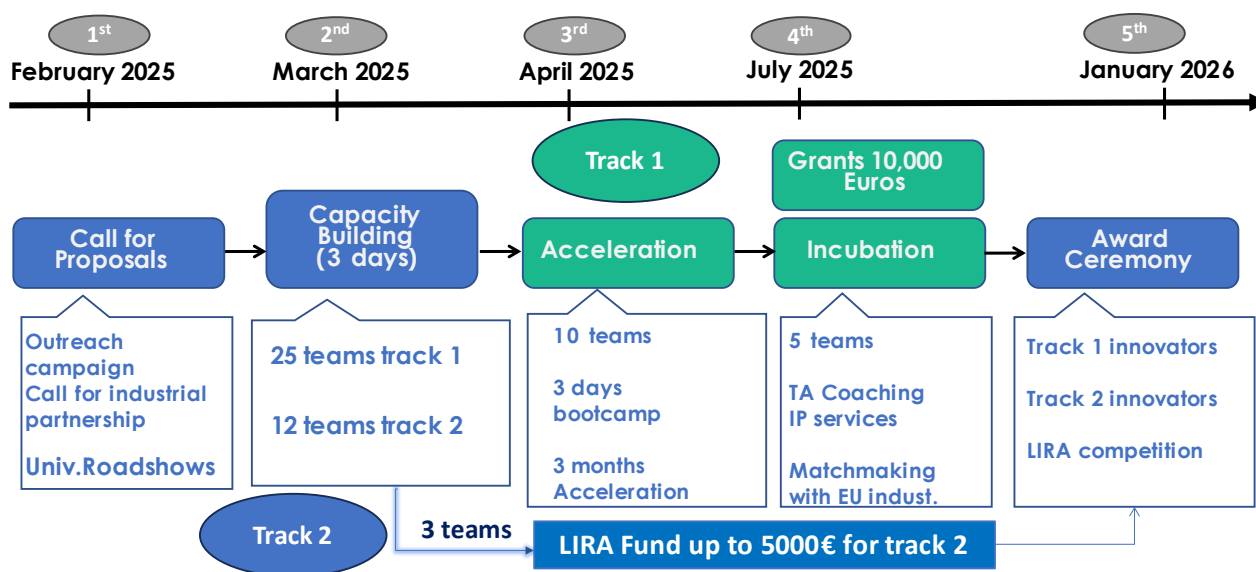 1st
2nd
3rd
4th
5th
February 2025
March 2025
April 2025
July 2025
January 2026
Track 1
Grants 10,000
Euros
Call for
Proposals
Capacity
Building
(3 days)
Acceleration
Incubation
Award
Ceremony
Outreach
campaign
Call for industrial
partnership
Univ.Roadshows
25 teams track 1
12 teams track 2
10 teams
3 days
bootcamp
3 months
Acceleration
5 teams
TA Coaching
IP services
Matchmaking
with EU indust.
Track 1 innovators
Track 2 innovators
LIRA competition
Track 2
3 teams
LIRA Fund up to 5000€ for track 2